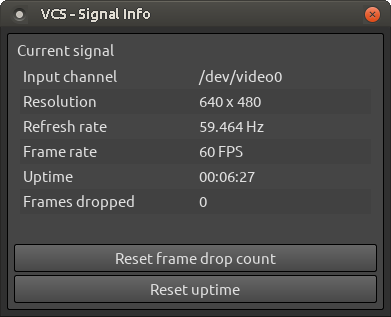 VCS - Signal Info
Current signal
Input channel /dev/video0
Resolution 640 x 480
Refresh rate 59.464 Hz
Frame rate 60 FPS
Uptime 00:06:27
Frames dropped 0
Reset frame drop count
Reset uptime